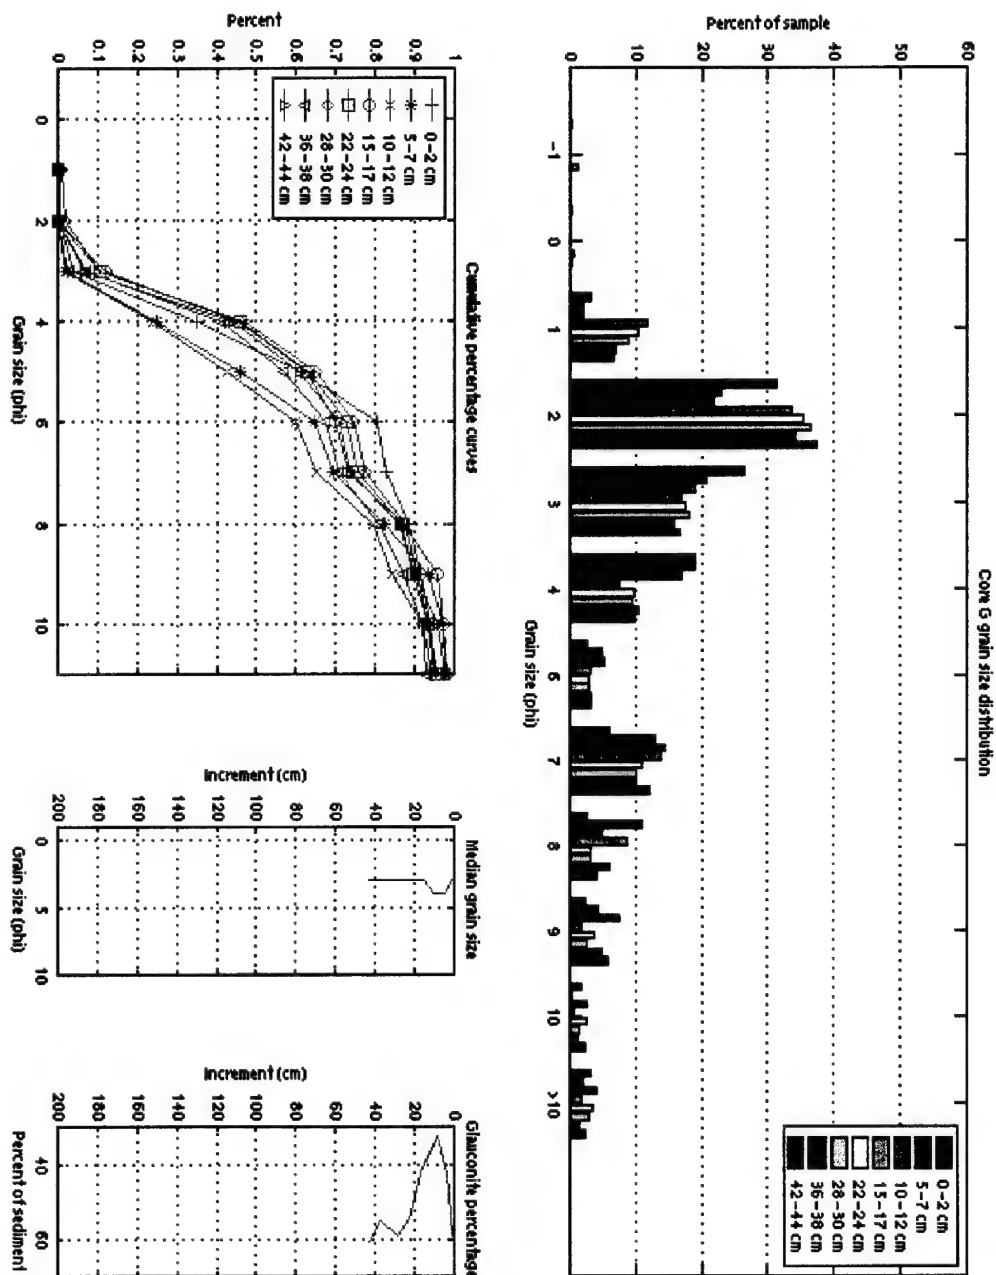 Core G grain size distribution
Percent of sample
60
50
40
30
20
10
0
-1
0
1
2
3
4
6
7
8
9
10
>10
Grain size (phi)
0-2 cm
5-7 cm
10-12 cm
15-17 cm
22-24 cm
28-30 cm
36-38 cm
42-44 cm
Cumulative percentage curves
Percent
1
0.9
0.8
0.7
0.6
0.5
0.4
0.3
0.2
0.1
0
0
2
4
6
8
10
Grain size (phi)
0-2 cm
5-7 cm
10-12 cm
15-17 cm
22-24 cm
28-30 cm
36-38 cm
42-44 cm
Median grain size
Increment (cm)
0
20
40
60
80
100
120
140
160
180
200
0
5
10
Grain size (phi)
Glauconite percentage
Increment (cm)
0
20
40
60
80
100
120
140
160
180
200
40
60
Percent of sediment